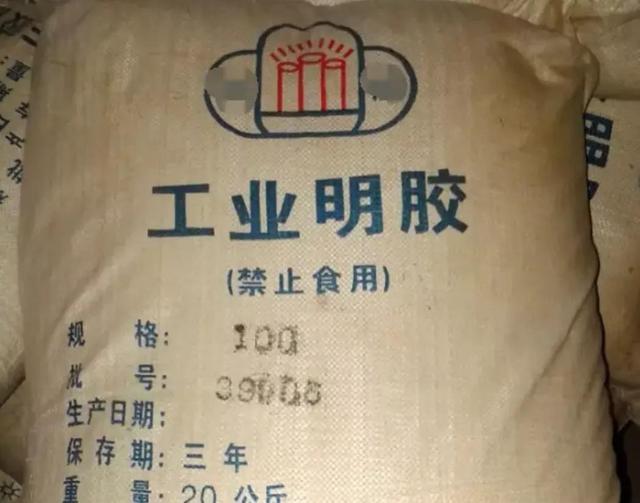 工业明胶
(禁止食用)
规 格: 100
批 号:
生产日期:
保存期: 三年
重 量: 20 公斤